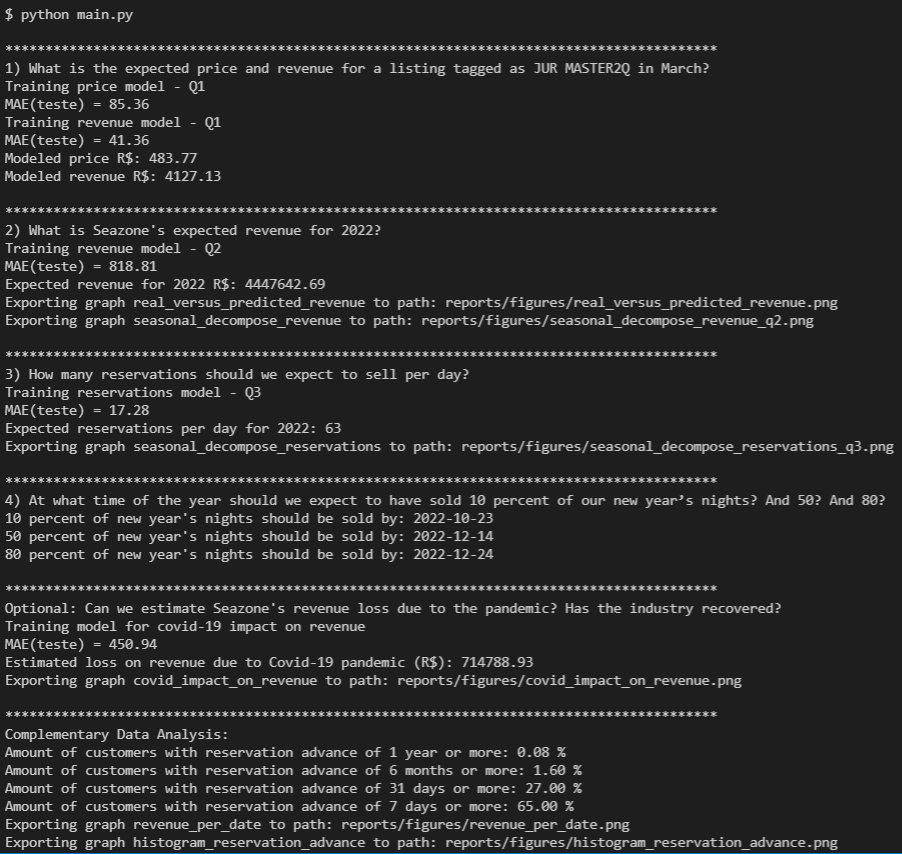 $ python main.py
*****************************************************************************************
1) What is the expected price and revenue for a listing tagged as JUR MASTER2Q in March?
Training price model - Q1
MAE(teste) = 85.36
Training revenue model - Q1
MAE(teste) = 41.36
Modeled price R$: 483.77
Modeled revenue R$: 4127.13
*****************************************************************************************
2) What is Seazone's expected revenue for 2022?
Training revenue model - Q2
MAE(teste) = 818.81
Expected revenue for 2022 R$: 4447642.69
Exporting graph real_versus_predicted_revenue to path: reports/figures/real_versus_predicted_revenue.png
Exporting graph seasonal_decompose_revenue to path: reports/figures/seasonal_decompose_revenue_q2.png
*****************************************************************************************
3) How many reservations should we expect to sell per day?
Training reservations model - Q3
MAE(teste) = 17.28
Expected reservations per day for 2022: 63
Exporting graph seasonal_decompose_reservations to path: reports/figures/seasonal_decompose_reservations_q3.png
*****************************************************************************************
4) At what time of the year should we expect to have sold 10 percent of our new year’s nights? And 50? And 80?
10 percent of new year's nights should be sold by: 2022-10-23
50 percent of new year's nights should be sold by: 2022-12-14
80 percent of new year's nights should be sold by: 2022-12-24
*****************************************************************************************
Optional: Can we estimate Seazone's revenue loss due to the pandemic? Has the industry recovered?
Training model for covid-19 impact on revenue
MAE(teste) = 450.94
Estimated loss on revenue due to Covid-19 pandemic (R$): 714788.93
Exporting graph covid_impact_on_revenue to path: reports/figures/covid_impact_on_revenue.png
*****************************************************************************************
Complementary Data Analysis:
Amount of customers with reservation advance of 1 year or more: 0.08 %
Amount of customers with reservation advance of 6 months or more: 1.60 %
Amount of customers with reservation advance of 31 days or more: 27.00 %
Amount of customers with reservation advance of 7 days or more: 65.00 %
Exporting graph revenue_per_date to path: reports/figures/revenue_per_date.png
Exporting graph histogram_reservation_advance to path: reports/figures/histogram_reservation_advance.png